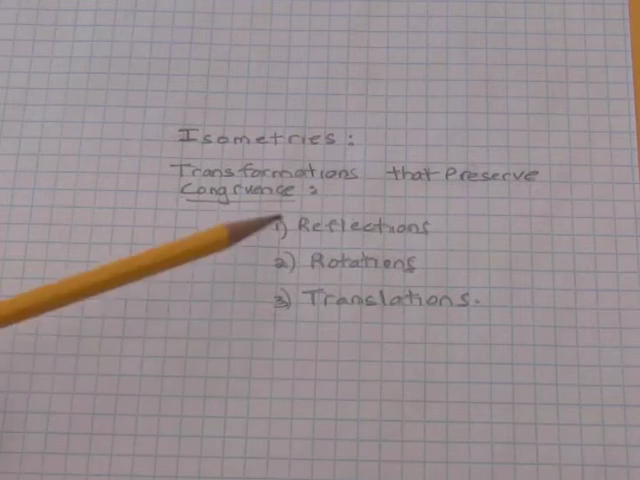 Isometries:
Transformations that Preserve
Congruence:
1) Reflections
2) Rotations
3) Translations.